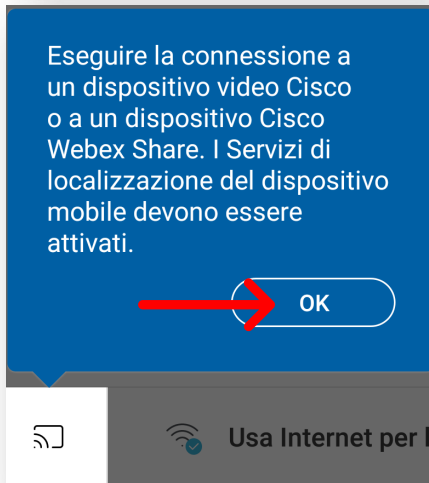 Eseguire la connessione a
un dispositivo video Cisco
o a un dispositivo Cisco
Webex Share. I Servizi di
localizzazione del dispositivo
mobile devono essere
attivati.
OK
Usa Internet per